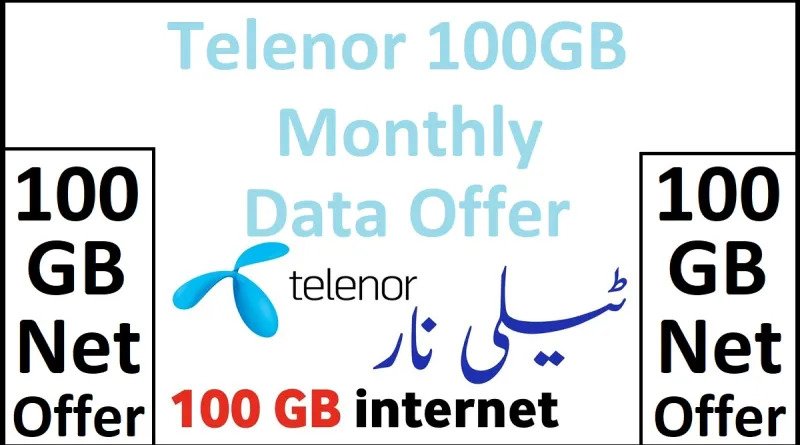 Telenor 100GB
Monthly
Data Offer
100
GB
Net
Offer
telenor
ٹیلی نار
100 GB internet
100
GB
Net
Offer